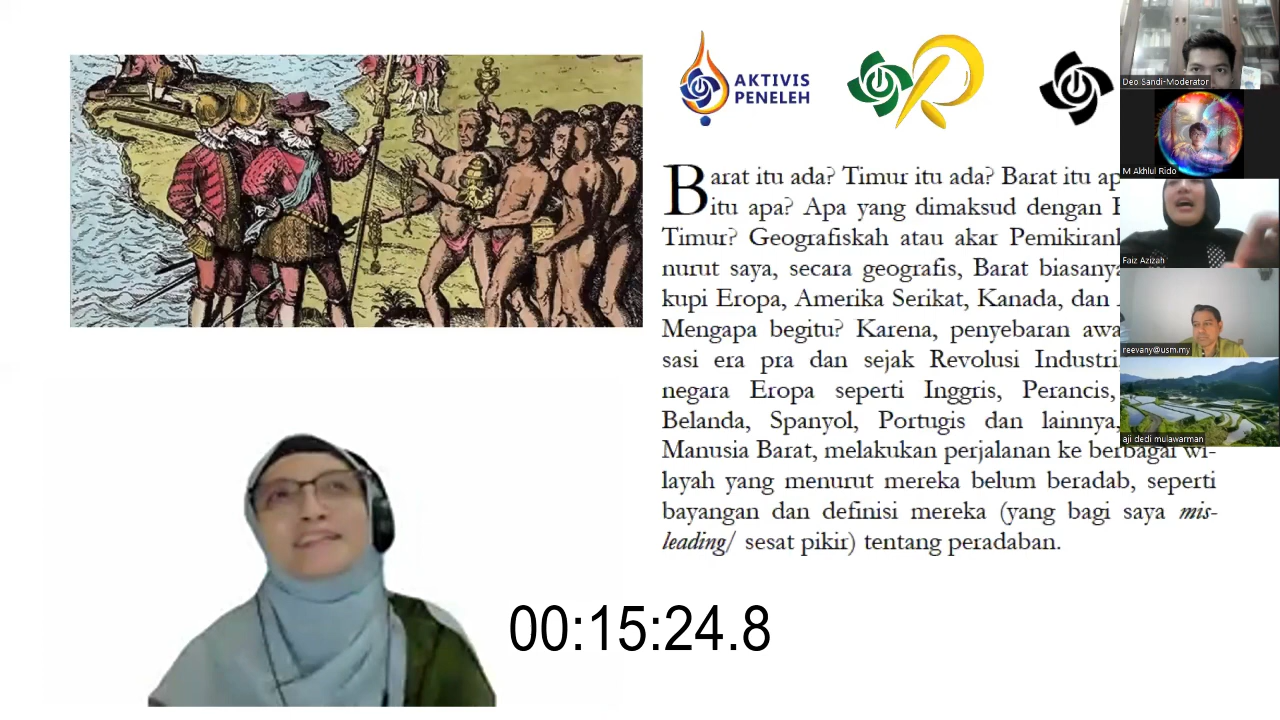 AKTIVIS
PENELEH
Barat itu ada? Timur itu ada? Barat itu
itu apa? Apa yang dimaksud dengan
Timur? Geografiskah atau akar
nurut saya, secara geografis, Barat
kupi Eropa, Amerika Serikat, Kanada, dan
Mengapa begitu? Karena, penyebaran
sasi era pra dan sejak Revolusi
negara Eropa seperti Inggris, Perancis,
Belanda, Spanyol, Portugis dan lainnya,
Manusia Barat, melakukan perjalanan ke berbagai wi-
layah yang menurut mereka belum beradab, seperti
bayangan dan definisi mereka (yang bagi saya mis-
leading/ sesat pikir) tentang peradaban.
00:15:24.8
Deo Sandi-Moderator
M Akhlul Rido
Faiz Azizah
reevany@usm.my
aji dedi mulawarman